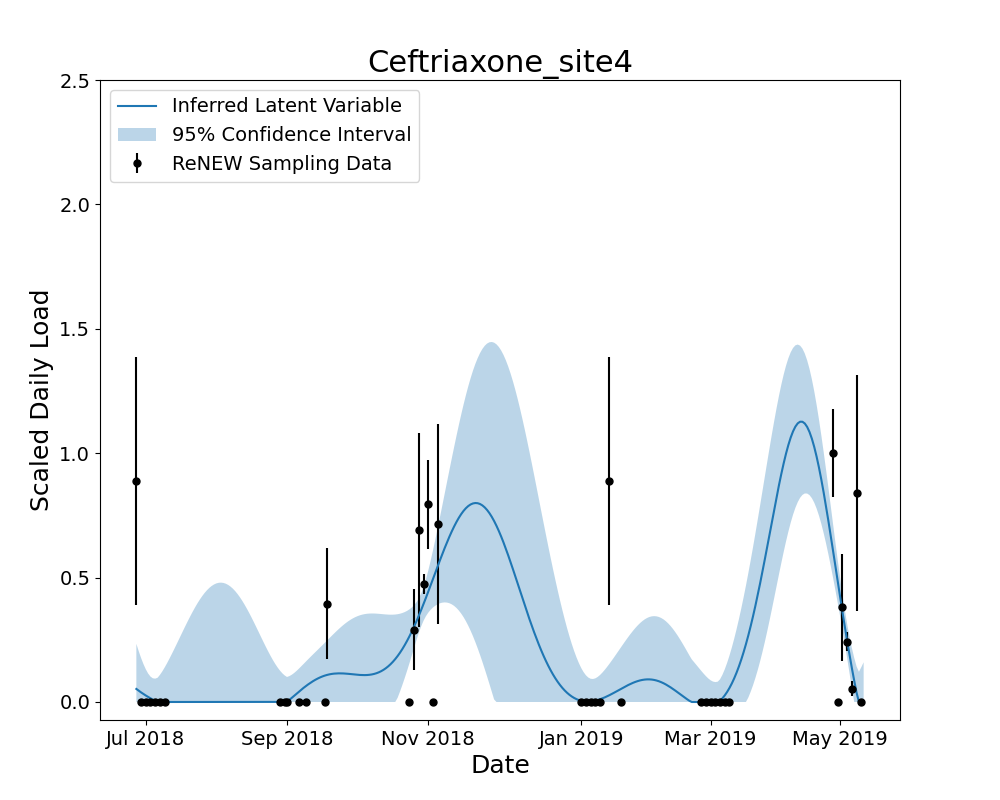 Ceftriaxone_site4
Inferred Latent Variable
95% Confidence Interval
ReNEW Sampling Data
Scaled Daily Load
2.5
2.0
1.5
1.0
0.5
0.0
Jul 2018 Sep 2018 Nov 2018 Jan 2019 Mar 2019 May 2019
Date